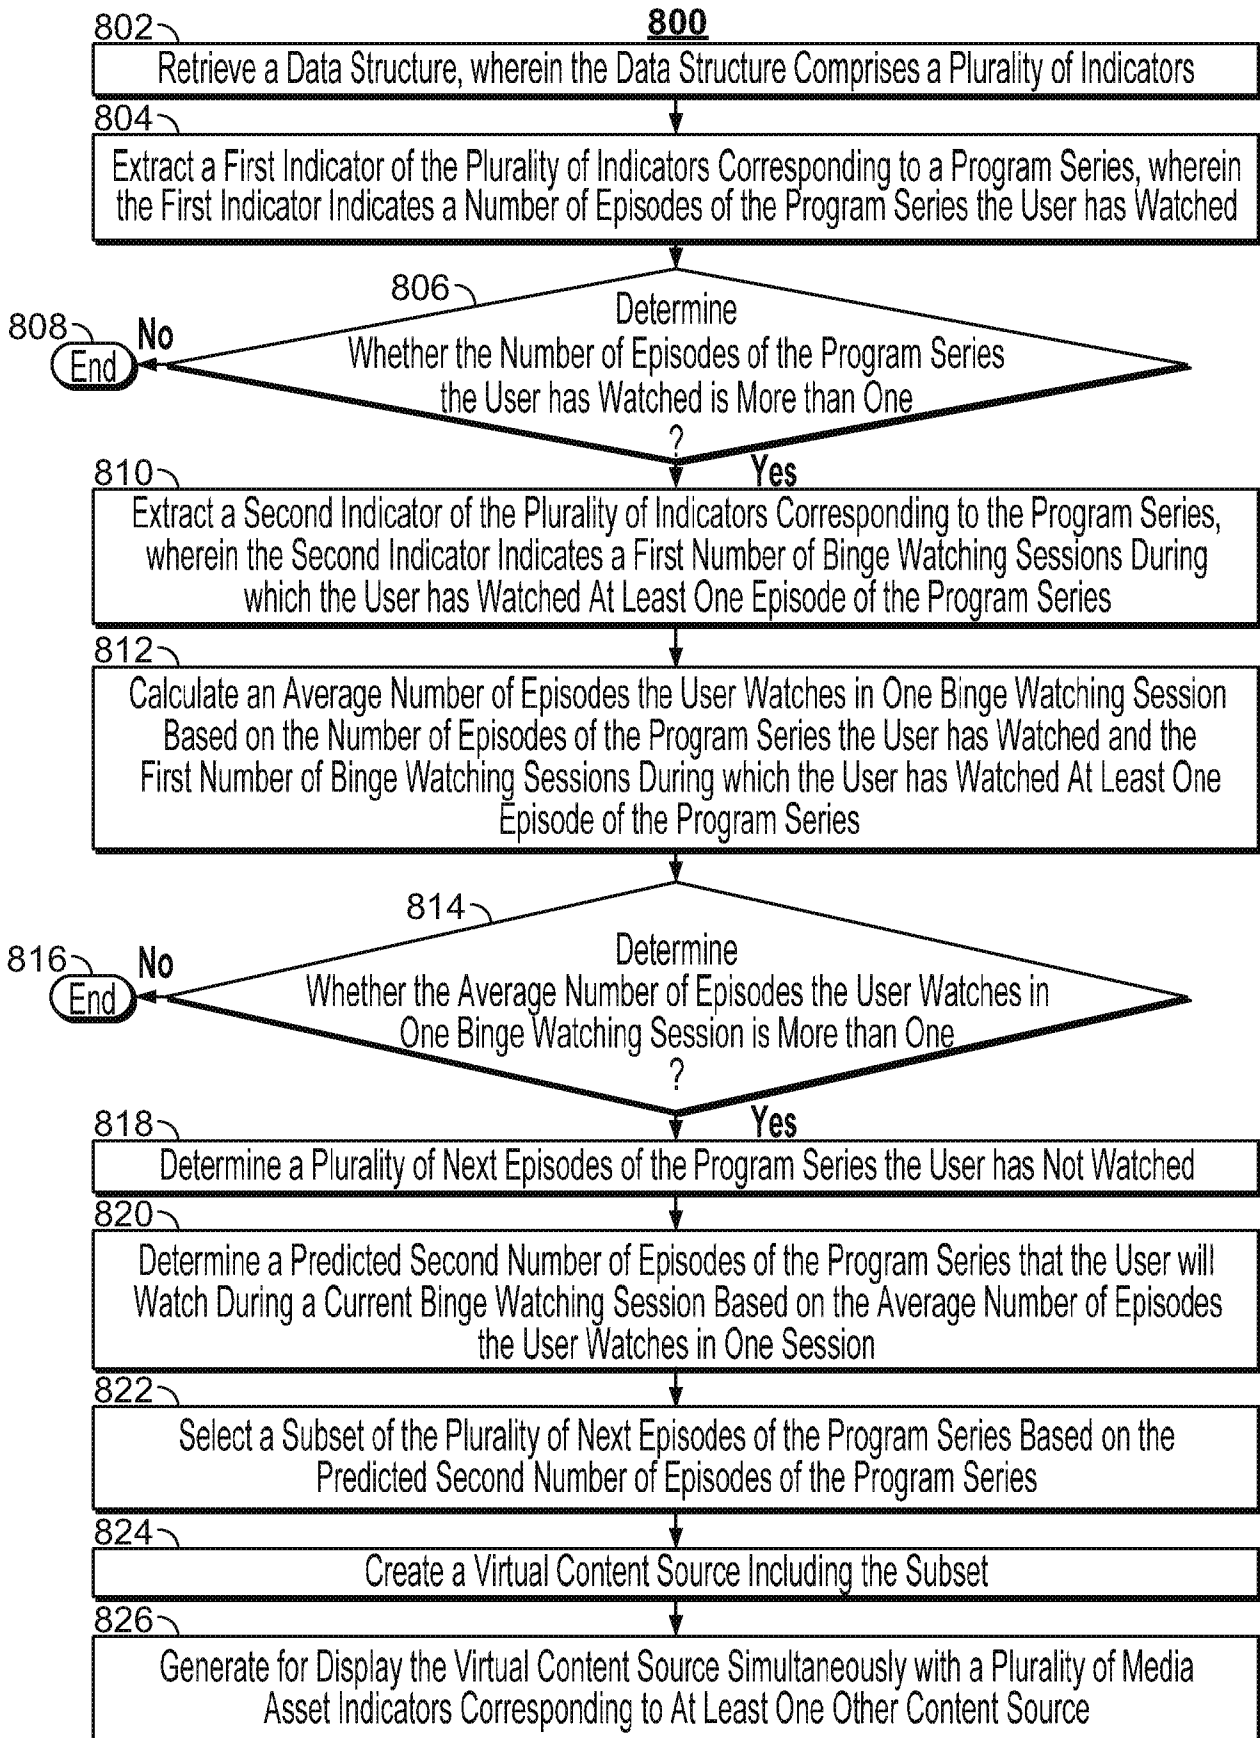 800
802
Retrieve a Data Structure, wherein the Data Structure Comprises a Plurality of Indicators
804
Extract a First Indicator of the Plurality of Indicators Corresponding to a Program Series, wherein
the First Indicator Indicates a Number of Episodes of the Program Series the User has Watched
806
Determine
Whether the Number of Episodes of the Program Series
the User has Watched is More than One
?
808
No
End
Yes
810
Extract a Second Indicator of the Plurality of Indicators Corresponding to the Program Series,
wherein the Second Indicator Indicates a First Number of Binge Watching Sessions During
which the User has Watched At Least One Episode of the Program Series
812
Calculate an Average Number of Episodes the User Watches in One Binge Watching Session
Based on the Number of Episodes of the Program Series the User has Watched and the
First Number of Binge Watching Sessions During which the User has Watched At Least One
Episode of the Program Series
814
Determine
Whether the Average Number of Episodes the User Watches in
One Binge Watching Session is More than One
?
816
No
End
Yes
818
Determine a Plurality of Next Episodes of the Program Series the User has Not Watched
820
Determine a Predicted Second Number of Episodes of the Program Series that the User will
Watch During a Current Binge Watching Session Based on the Average Number of Episodes
the User Watches in One Session
822
Select a Subset of the Plurality of Next Episodes of the Program Series Based on the
Predicted Second Number of Episodes of the Program Series
824
Create a Virtual Content Source Including the Subset
826
Generate for Display the Virtual Content Source Simultaneously with a Plurality of Media
Asset Indicators Corresponding to At Least One Other Content Source